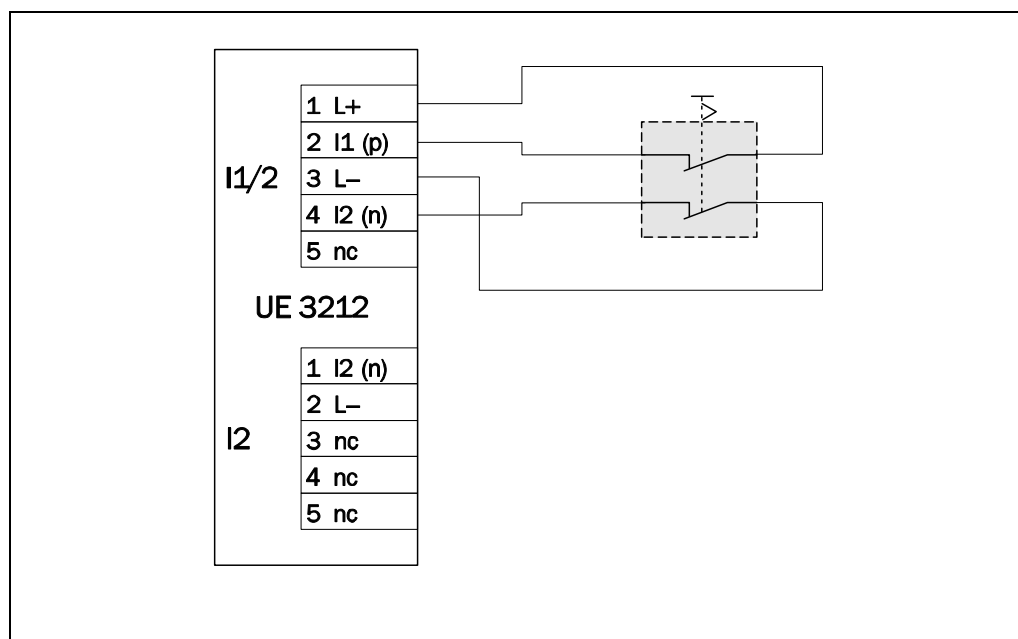 1 L+
2 I1 (p)
I1/2
3 L–
4 I2 (n)
5 nc
UE 3212
1 I2 (n)
2 L–
I2
3 nc
4 nc
5 nc